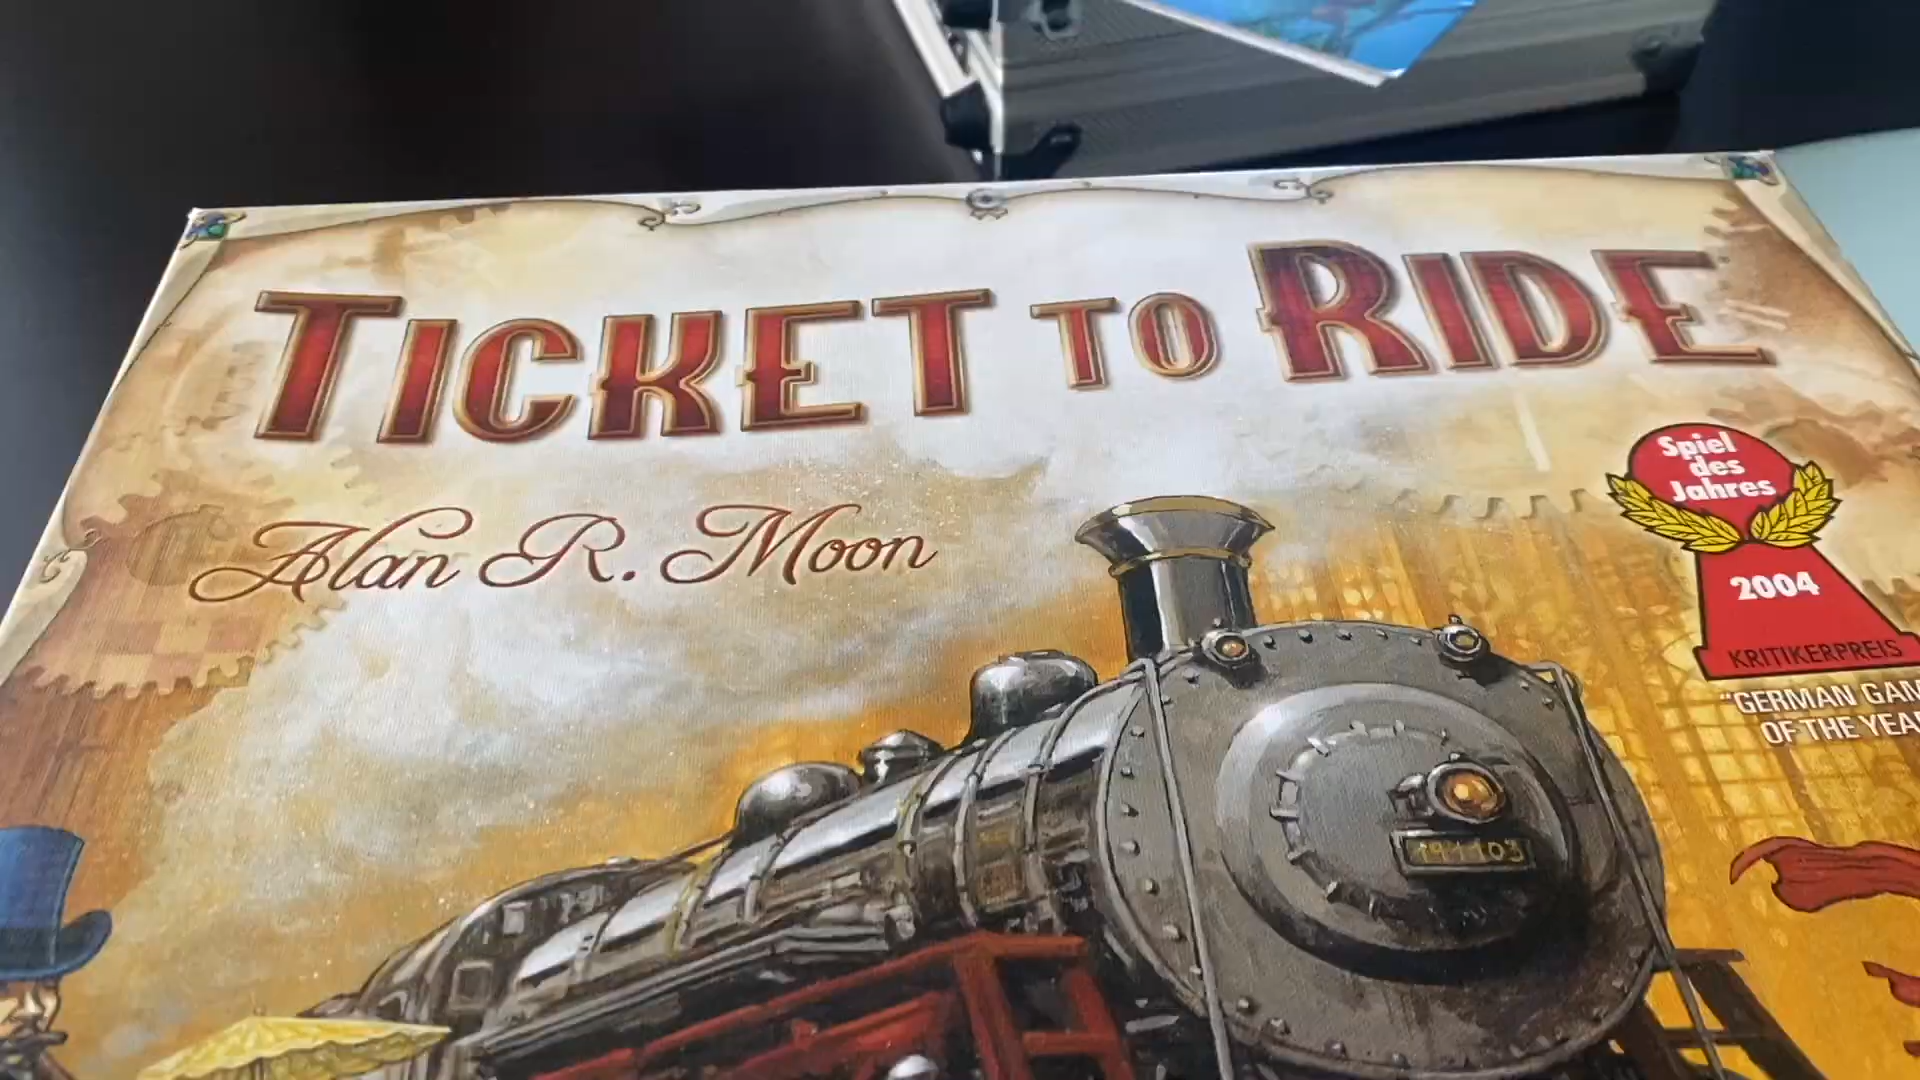 TICKET TO RIDE
Alan R. Moon
Spiel
des
Jahres
2004
KRITIKERPREIS
"GERMAN GAM
OF THE YEA